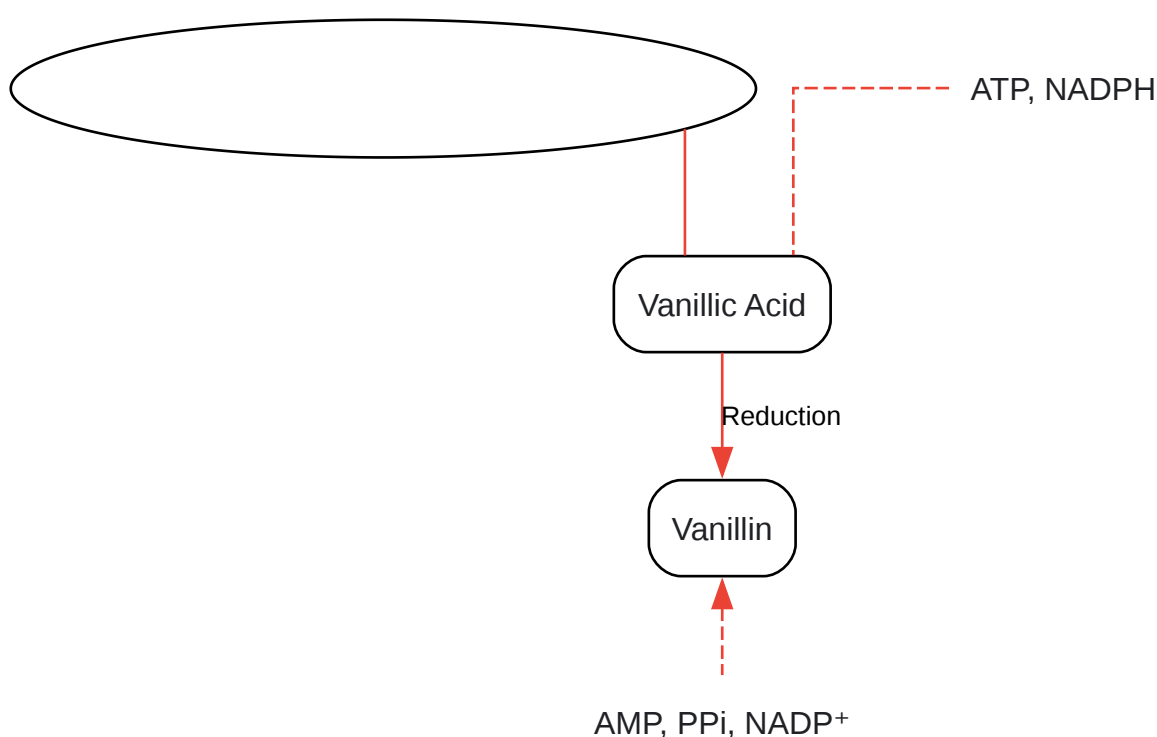 ATP, NADPH
Vanillic Acid
Reduction
Vanillin
AMP, PPi, NADP⁺